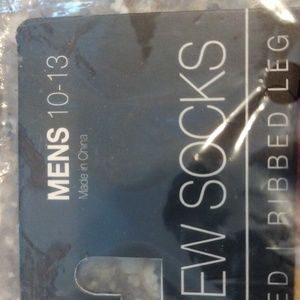 MENS 10-13
Made in China
EW SOCKS
ED | RIBBED LEG